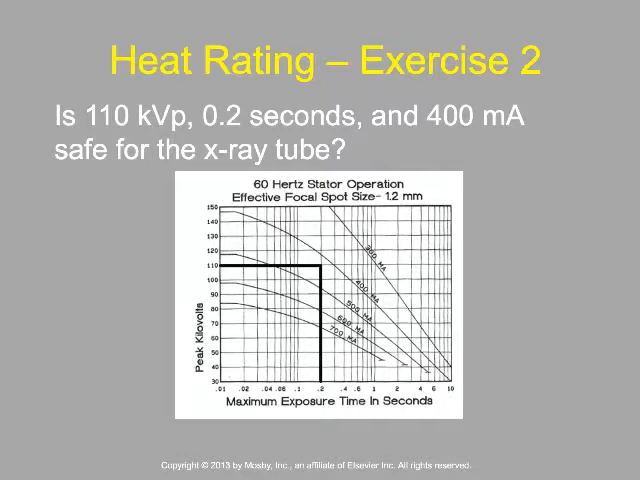 Heat Rating – Exercise 2
Is 110 kVp, 0.2 seconds, and 400 mA
safe for the x-ray tube?
60 Hertz Stator Operation
Effective Focal Spot Size- 1.2 mm
150
140
130
120
110
100
90
80
70
60
50
40
30
Peak Kilovolts
300 MA
400 MA
500 MA
600 MA
700 MA
.01 .02 .04 .06 .1 .2 .4 .6 1 2 4 6 10
Maximum Exposure Time In Seconds
Copyright © 2013 by Mosby, Inc., an affiliate of Elsevier Inc. All rights reserved.